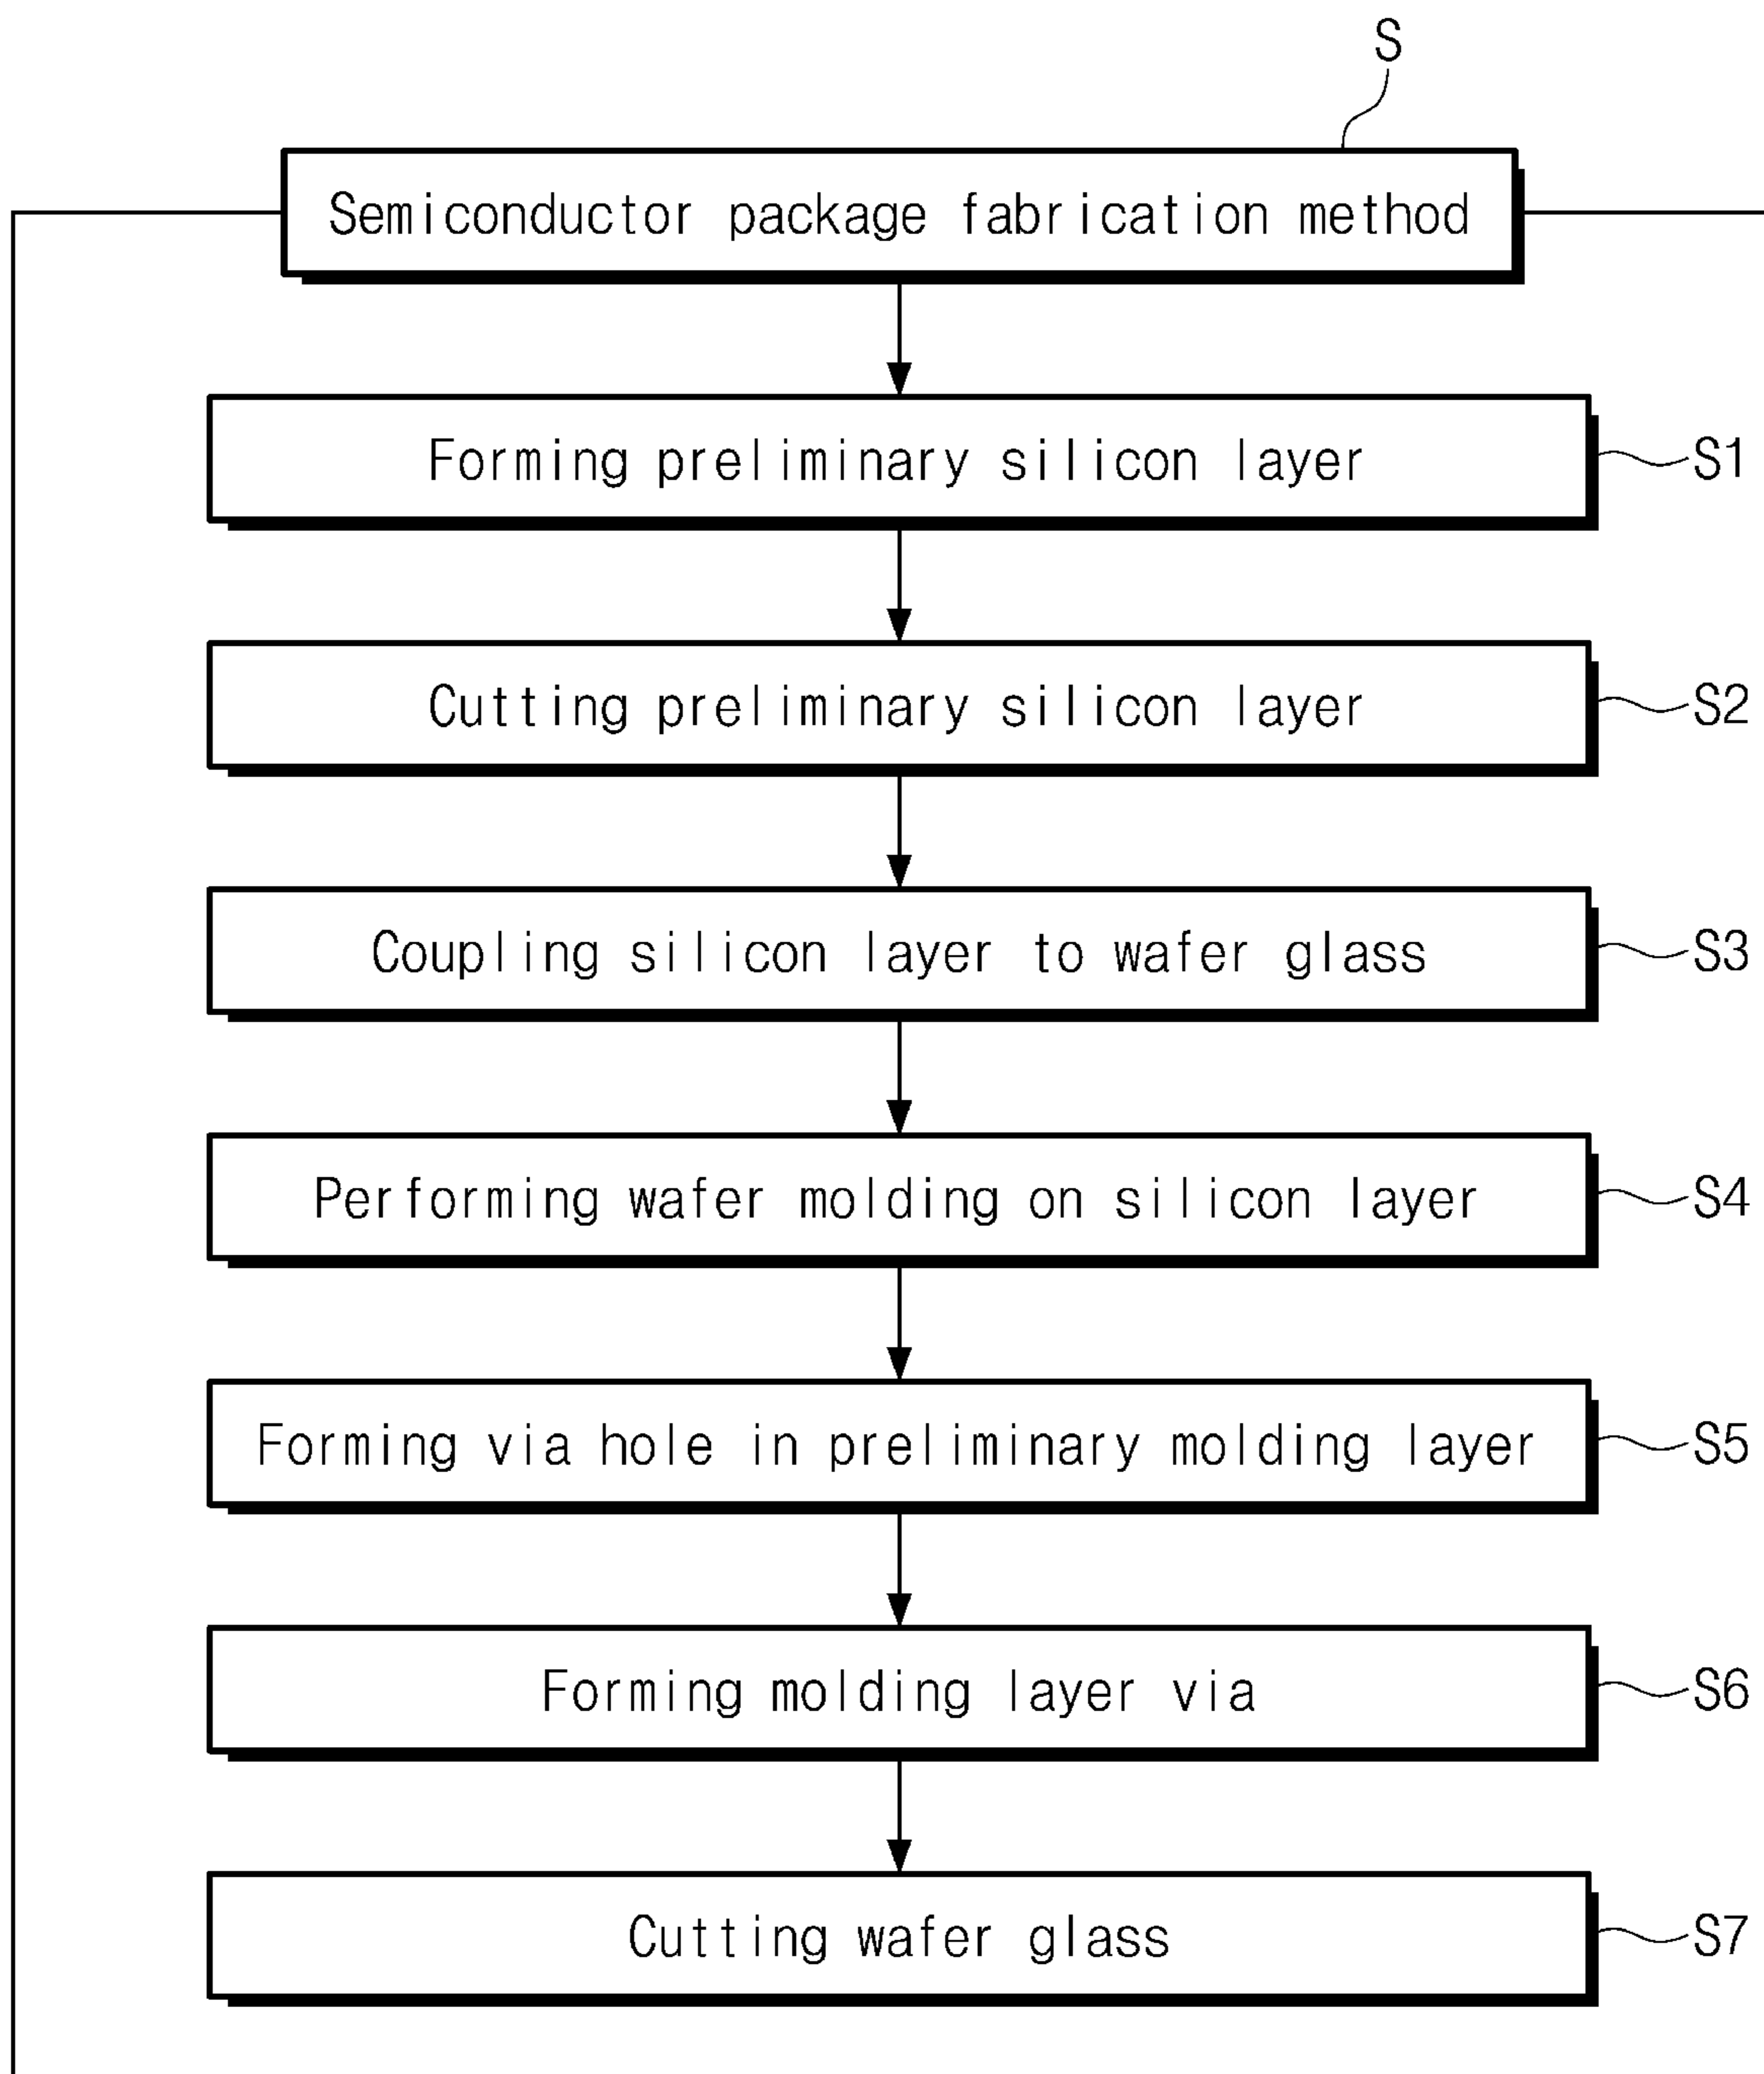 S
Semiconductor package fabrication method
Forming preliminary silicon layer
S1
Cutting preliminary silicon layer
S2
Coupling silicon layer to wafer glass
S3
Performing wafer molding on silicon layer
S4
Forming via hole in preliminary molding layer
S5
Forming molding layer via
S6
Cutting wafer glass
S7